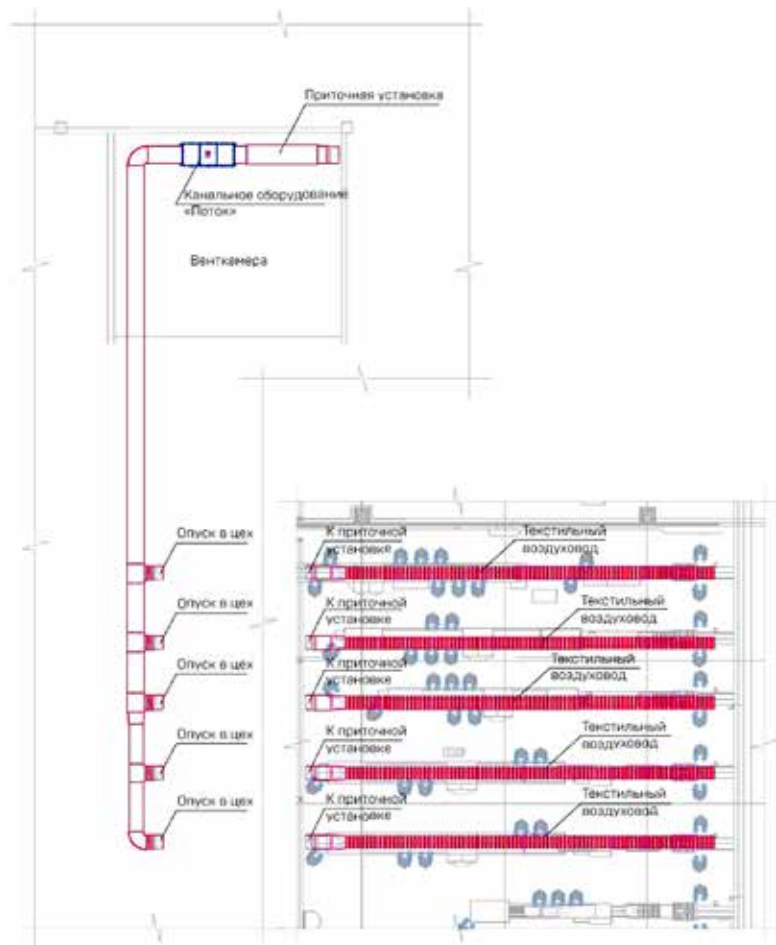 Приточная установка
Канальное оборудование
«Поток»
Венткамера
Опуск в цех
К приточной
установке
Текстильный
воздуховод
Опуск в цех
К приточной
установке
Текстильный
воздуховод
Опуск в цех
К приточной
установке
Текстильный
воздуховод
Опуск в цех
К приточной
установке
Текстильный
воздуховод
Опуск в цех
К приточной
установке
Текстильный
воздуховод